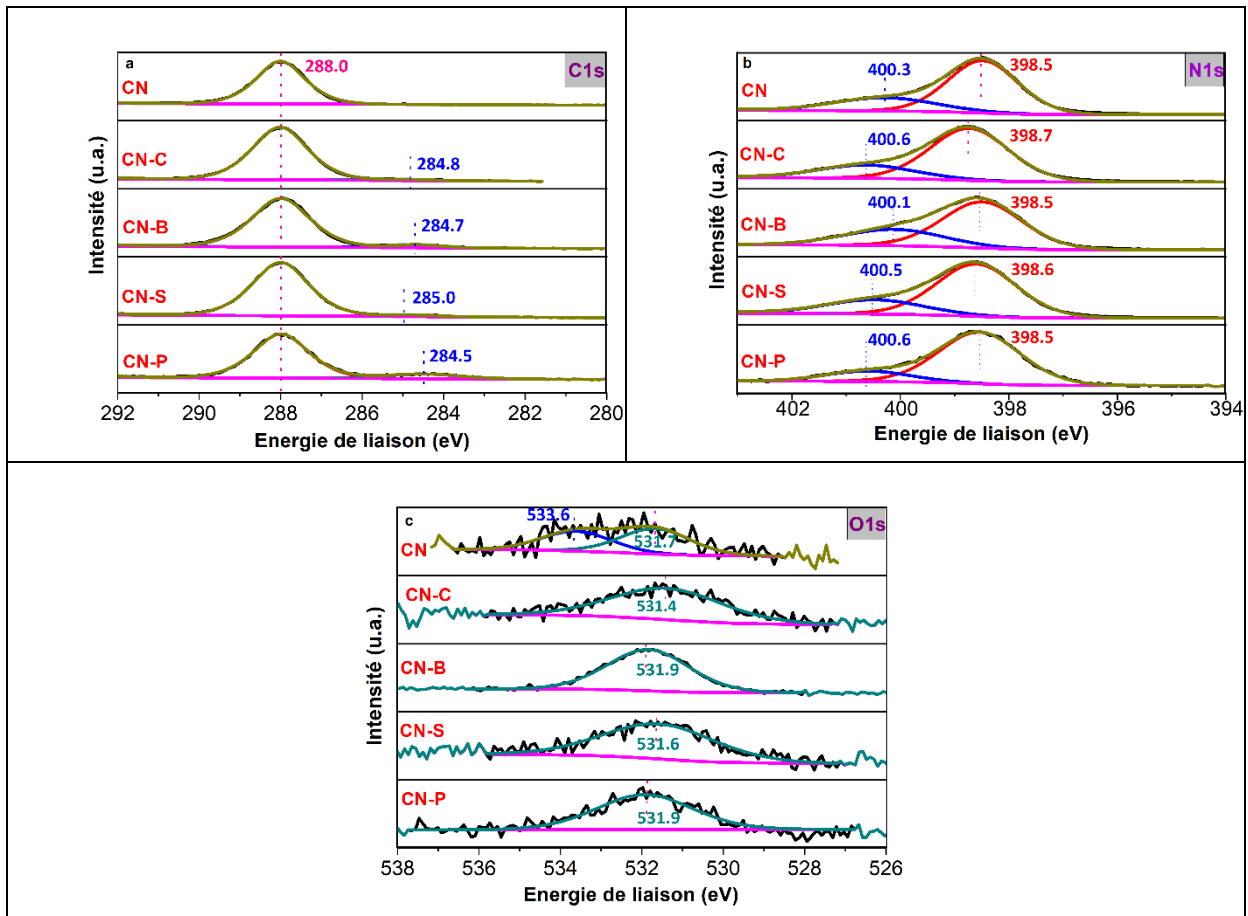 a
C1s
CN
288.0
CN-C
284.8
CN-B
284.7
CN-S
285.0
CN-P
284.5
292 290 288 286 284 282 280
Energie de liaison (eV)
Intensité (u.a.)
b
N1s
CN
400.3 398.5
CN-C
400.6 398.7
CN-B
400.1 398.5
CN-S
400.5 398.6
CN-P
400.6 398.5
402 400 398 396 394
Energie de liaison (eV)
Intensité (u.a.)
c
O1s
CN
533.6
531.7
CN-C
531.4
CN-B
531.9
CN-S
531.6
CN-P
531.9
538 536 534 532 530 528 526
Energie de liaison (eV)
Intensité (u.a.)